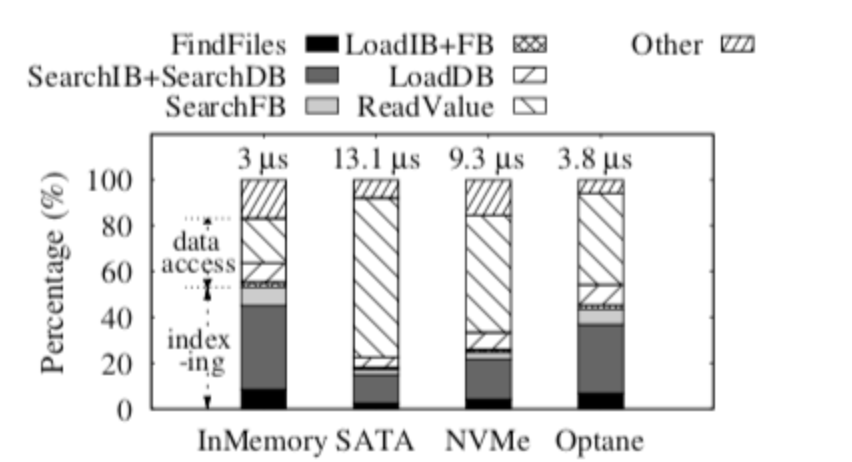 FindFiles LoadIB+FB Other
SearchIB+SearchDB LoadDB
SearchFB ReadValue
3 µs 13.1 µs 9.3 µs 3.8 µs
Percentage (%)
100
80
60
40
20
0
data
access
index
-ing
InMemory SATA NVMe Optane